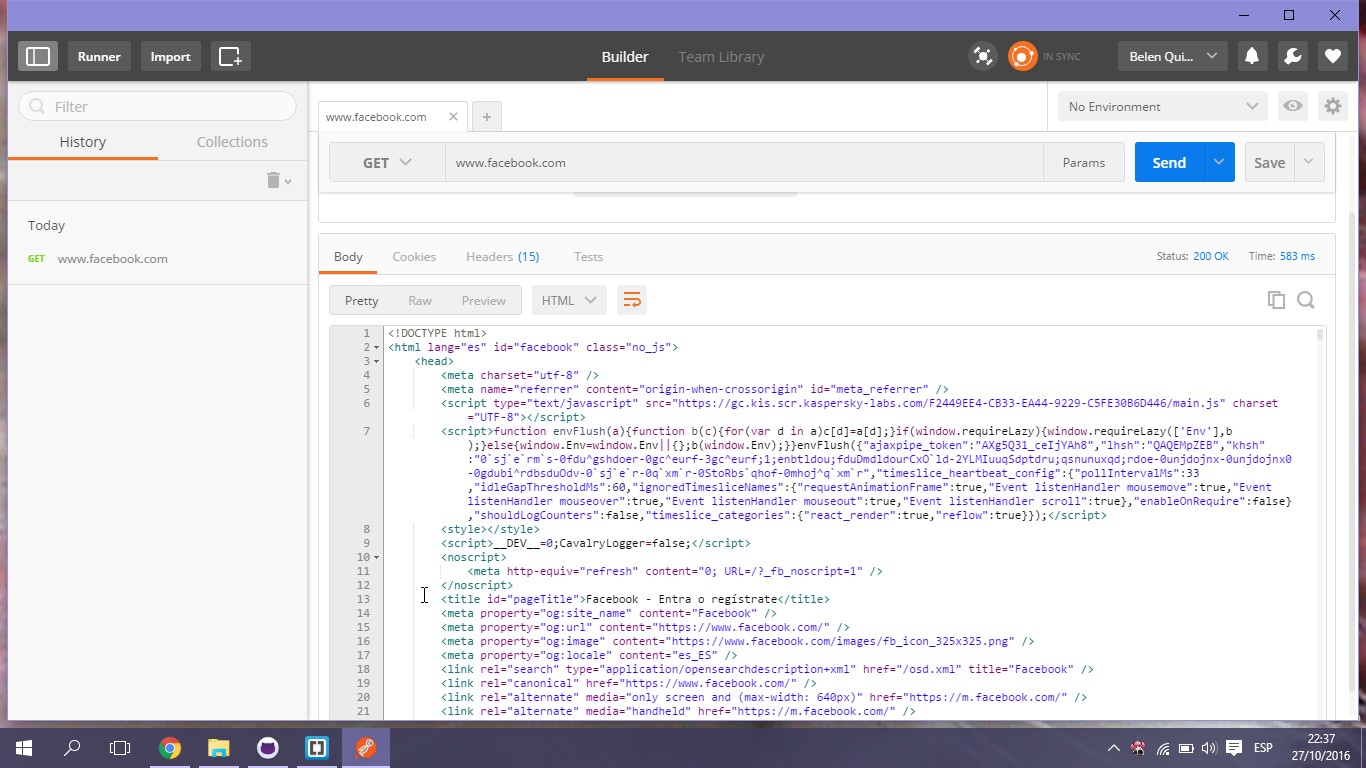 Runner
Import
Builder
Team Library
IN SYNC
Belen Qui...
Filter
History
Collections
Today
GET www.facebook.com
www.facebook.com
No Environment
GET
www.facebook.com
Params
Send
Save
Body
Cookies
Headers (15)
Tests
Status: 200 OK
Time: 583 ms
Pretty
Raw
Preview
HTML
1 <!DOCTYPE html>
2 <html lang="es" id="facebook" class="no_js">
3 <head>
4 <meta charset="utf-8" />
5 <meta name="referrer" content="origin-when-crossorigin" id="meta_referrer" />
6 <script type="text/javascript" src="https://gc.kis.scr.kaspersky-labs.com/F2449EE4-CB33-EA44-9229-C5FE30B6D446/main.js" charset
="UTF-8"></script>
7 <script>function envFlush(a){function b(c){for(var d in a)c[d]=a[d];}if(window.requireLazy){window.requireLazy(['Env'],b
);}else{window.Env=window.Env||{};b(window.Env);}}envFlush({"ajaxpipe_token":"AXg5Q31_ceIjYAh8","lhsh":"QAQEMpZEB","khsh"
:"0`sj`e`rm`s-0fdu^gshdoer-0gc^eurf-3gc^eurf;1;enbtldou;fduDmdldourCxO`ld-2YLMIuuqSdptdru;qsnunuxqd;rdoe-0unjdojnx-0unjdojnx0
-0gdubi^rdbsduOdv-0`sj`e`r-0q`xm`r-0StoRbs`qhof-0mhoj^q`xm`r","timeslice_heartbeat_config":{"pollIntervalMs":33
,"idleGapThresholdMs":60,"ignoredTimesliceNames":{"requestAnimationFrame":true,"Event listenHandler mousemove":true,"Event
listenHandler mouseover":true,"Event listenHandler mouseout":true,"Event listenHandler scroll":true},"enableOnRequire":false}
,"shouldLogCounters":false,"timeslice_categories":{"react_render":true,"reflow":true}});</script>
8 <style></style>
9 <script>__DEV__=0;CavalryLogger=false;</script>
10 <noscript>
11 <meta http-equiv="refresh" content="0; URL=/?_fb_noscript=1" />
12 </noscript>
13 <title id="pageTitle">Facebook - Entra o regístrate</title>
14 <meta property="og:site_name" content="Facebook" />
15 <meta property="og:url" content="https://www.facebook.com/" />
16 <meta property="og:image" content="https://www.facebook.com/images/fb_icon_325x325.png" />
17 <meta property="og:locale" content="es_ES" />
18 <link rel="search" type="application/opensearchdescription+xml" href="/osd.xml" title="Facebook" />
19 <link rel="canonical" href="https://www.facebook.com/" />
20 <link rel="alternate" media="only screen and (max-width: 640px)" href="https://m.facebook.com/" />
21 <link rel="alternate" media="handheld" href="https://m.facebook.com/" />
ESP
22:37
27/10/2016